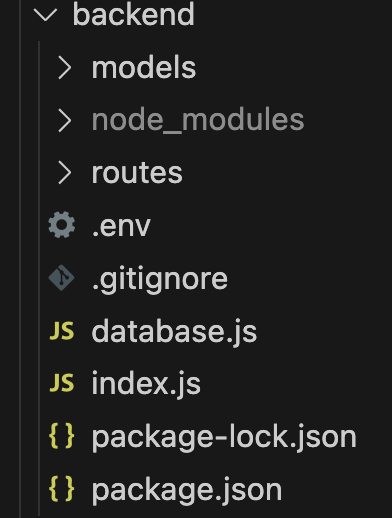 backend
models
node_modules
routes
.env
.gitignore
JS database.js
JS index.js
{} package-lock.json
{} package.json